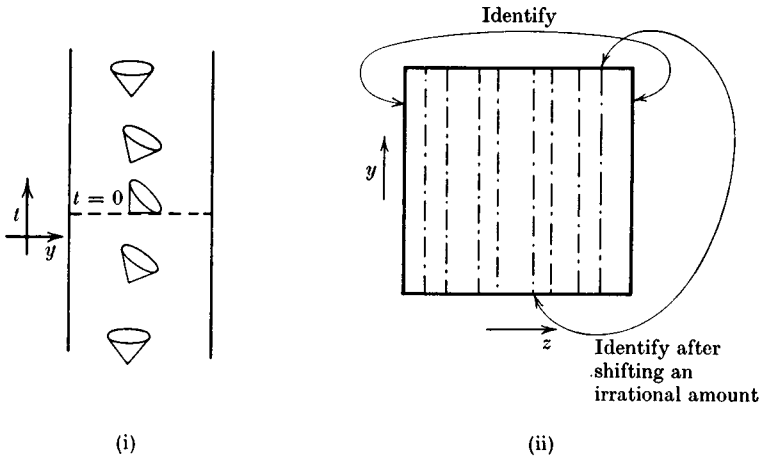 Identify
t = 0
t
y
y
z
Identify after
shifting an
irrational amount
(i)
(ii)